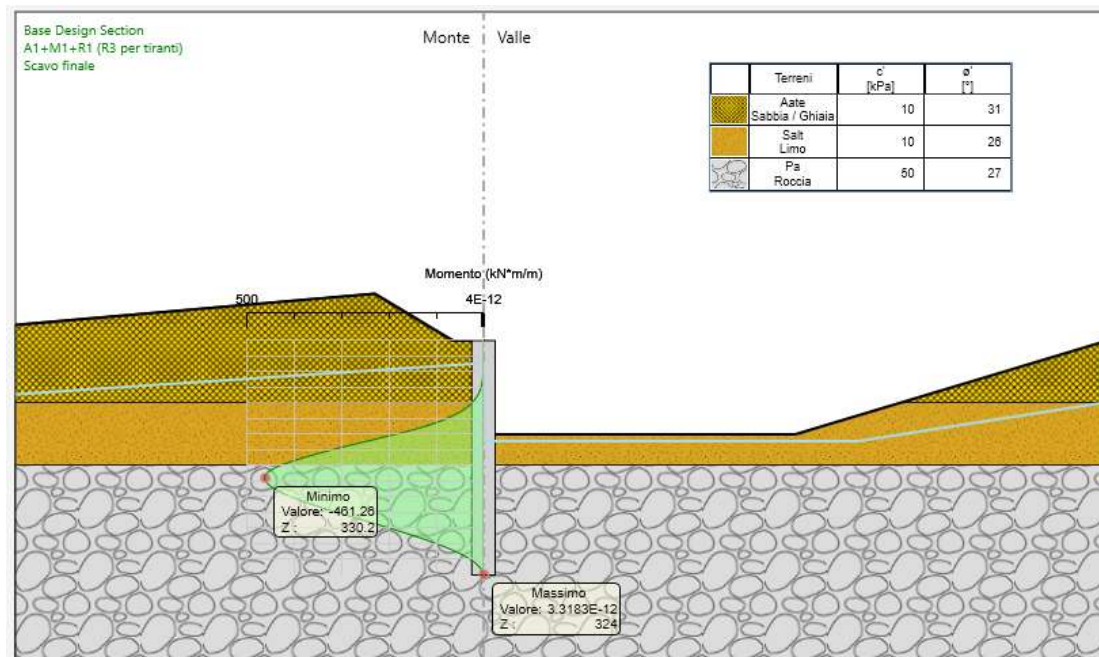 Base Design Section
A1+M1+R1 (R3 per tiranti)
Scavo finale
Monte
Valle
Terreni
c'
[kPa]
ø'
[°]
Aate
Sabbia / Ghiaia
10
31
Salt
Limo
10
26
Pa
Roccia
50
27
Momento (kN*m/m)
500
4E-12
Minimo
Valore: -461.26
Z : 330.2
Massimo
Valore: 3.3183E-12
Z : 324